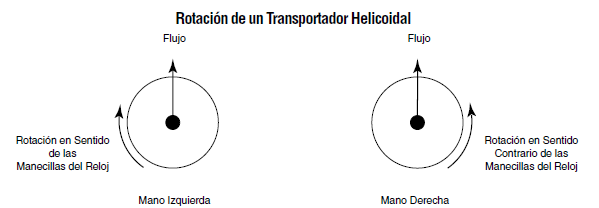 Rotación de un Transportador Helicoidal
Flujo
Flujo
Rotación en Sentido
de las
Manecillas del Reloj
Rotación en Sentido
Contrario de las
Manecillas del Reloj
Mano Izquierda
Mano Derecha